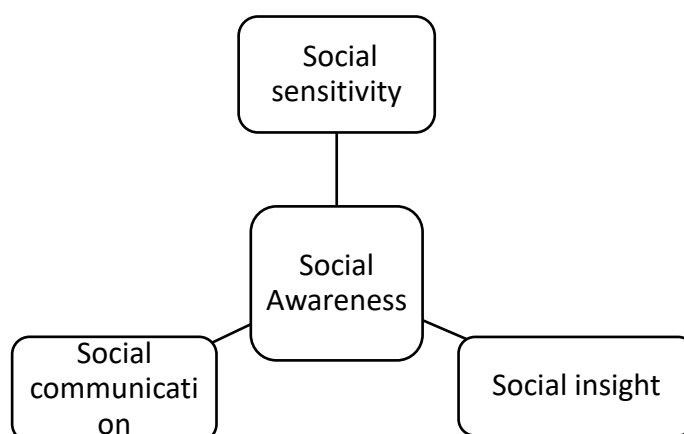 Social
sensitivity
Social
Awareness
Social
communicati
on
Social insight